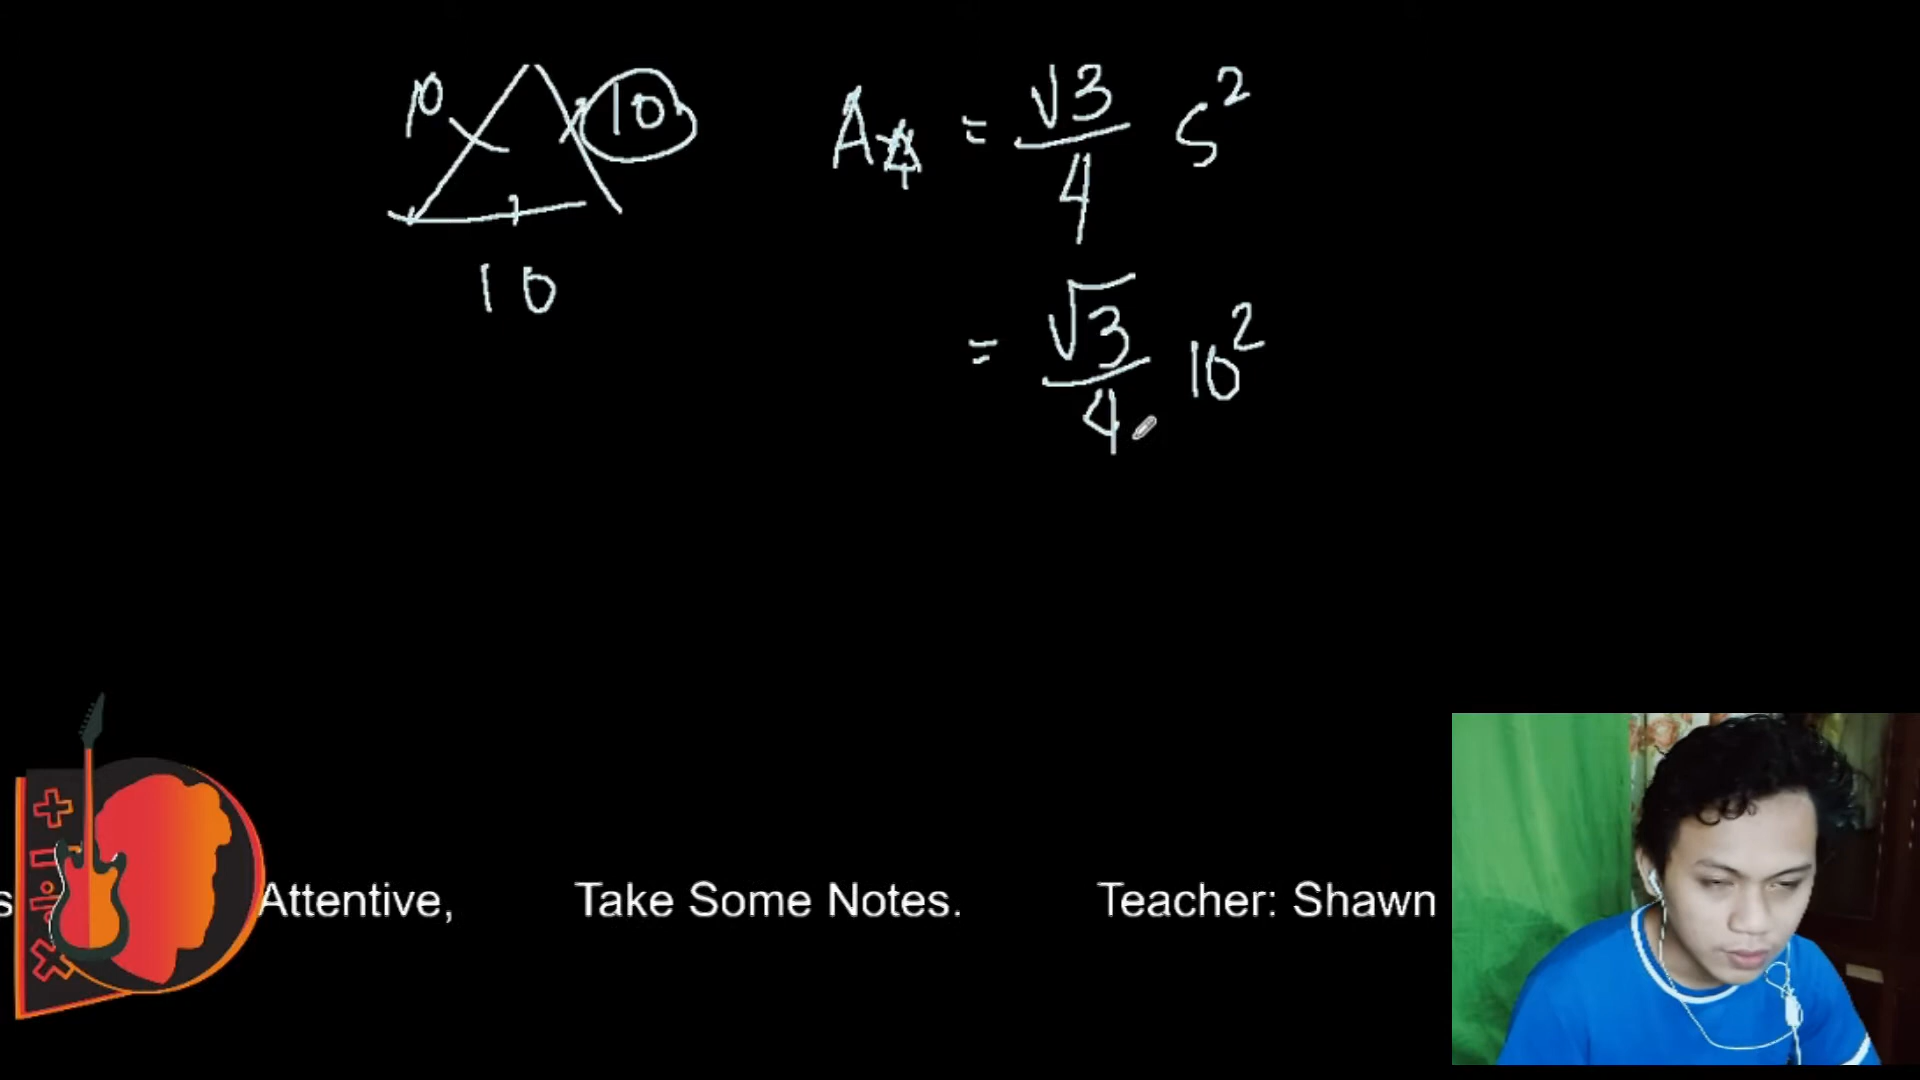 10
10
10
A△ = √3/4 S²
= √3/4 10²
s Attentive, Take Some Notes. Teacher: Shawn